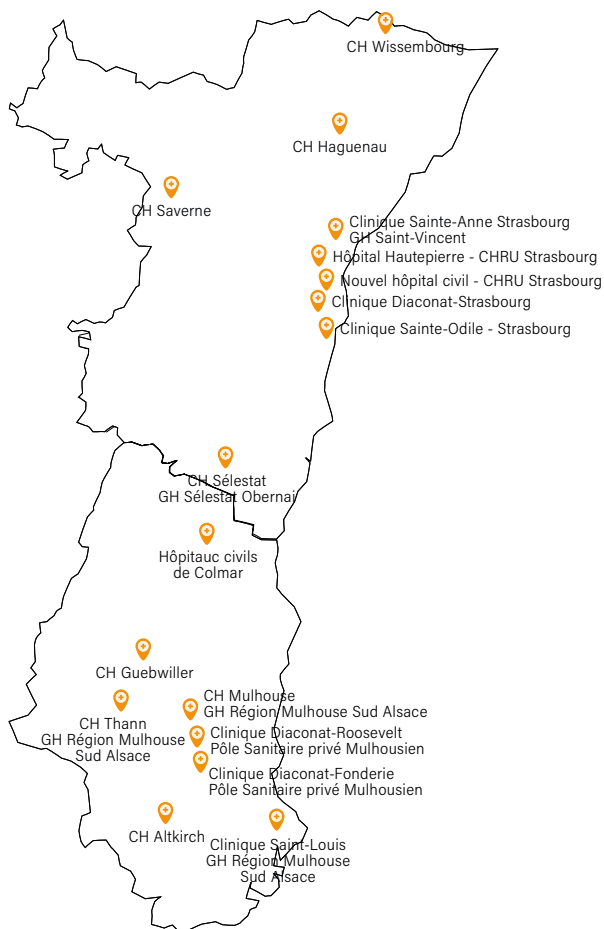 CH Wissembourg
CH Haguenau
CH Saverne
Clinique Sainte-Anne Strasbourg
GH Saint-Vincent
Hôpital Hautepierre - CHRU Strasbourg
Nouvel hôpital civil - CHRU Strasbourg
Clinique Diaconat-Strasbourg
Clinique Sainte-Odile - Strasbourg
CH Sélestat
GH Sélestat Obernai
Hôpitauc civils
de Colmar
CH Guebwiller
CH Thann
GH Région Mulhouse
Sud Alsace
CH Mulhouse
GH Région Mulhouse Sud Alsace
Clinique Diaconat-Roosevelt
Pôle Sanitaire privé Mulhousien
Clinique Diaconat-Fonderie
Pôle Sanitaire privé Mulhousien
CH Altkirch
Clinique Saint-Louis
GH Région Mulhouse
Sud Alsace